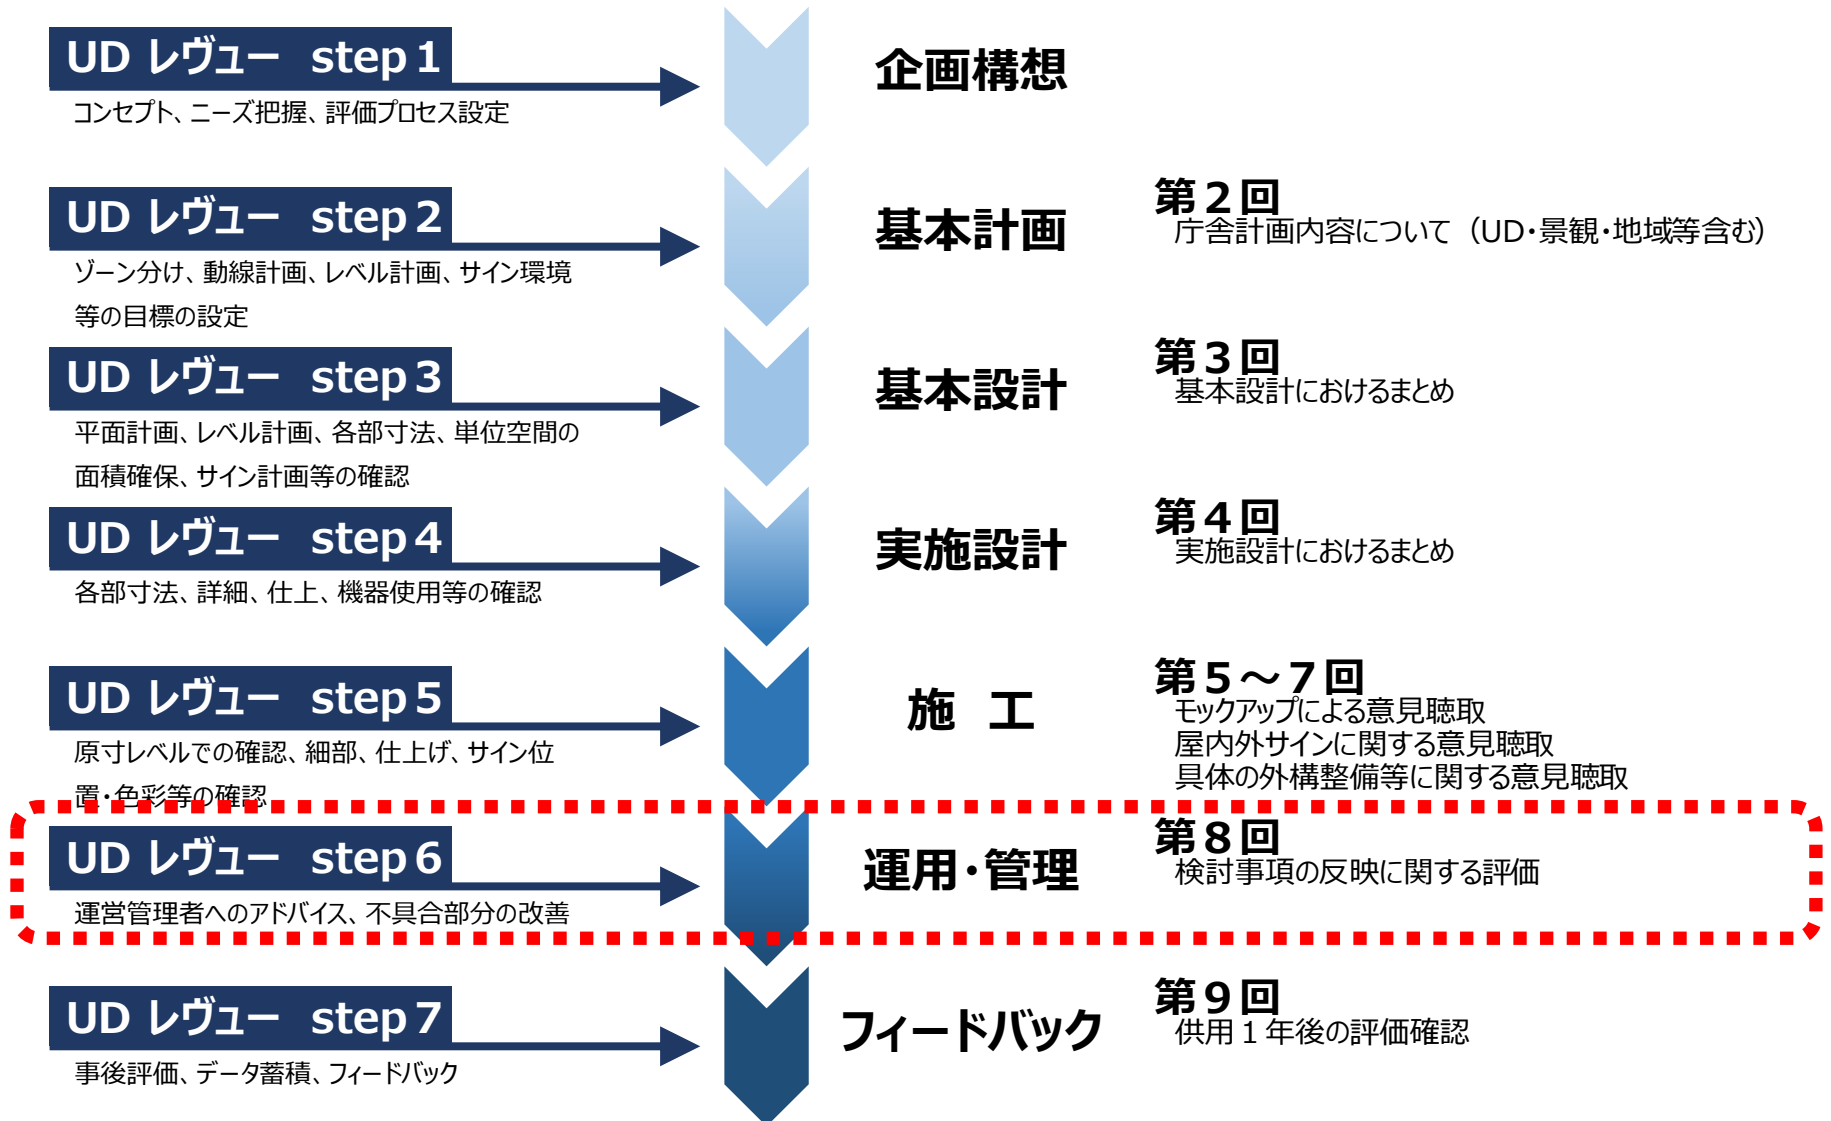 UD レヴュー step１
企画構想
コンセプト、ニーズ把握、評価プロセス設定
UD レヴュー step２
基本計画
第２回
庁舎計画内容について（UD・景観・地域等含む）
ゾーン分け、動線計画、レベル計画、サイン環境
等の目標の設定
UD レヴュー step３
基本設計
第３回
基本設計におけるまとめ
平面計画、レベル計画、各部寸法、単位空間の
面積確保、サイン計画等の確認
UD レヴュー step４
実施設計
第４回
実施設計におけるまとめ
各部寸法、詳細、仕上、機器使用等の確認
UD レヴュー step５
施 工
第５～７回
モックアップによる意見聴取
屋内外サインに関する意見聴取
具体の外構整備等に関する意見聴取
原寸レベルでの確認、細部、仕上げ、サイン位
置・色彩等の確認
UD レヴュー step６
運用・管理
第８回
検討事項の反映に関する評価
運営管理者へのアドバイス、不具合部分の改善
UD レヴュー step７
フィードバック
第９回
供用１年後の評価確認
事後評価、データ蓄積、フィードバック